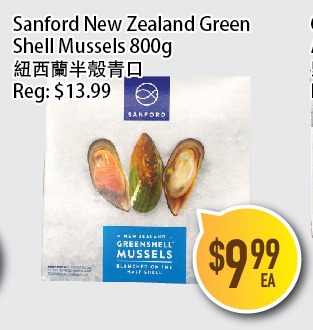 Sanford New Zealand Green
Shell Mussels 800g
紐西蘭半殼青口
Reg: $13.99
SANFORD
NEW ZEALAND
GREENSHELL
MUSSELS
BLANCHED ON THE
HALF SHELL
$9.99
EA